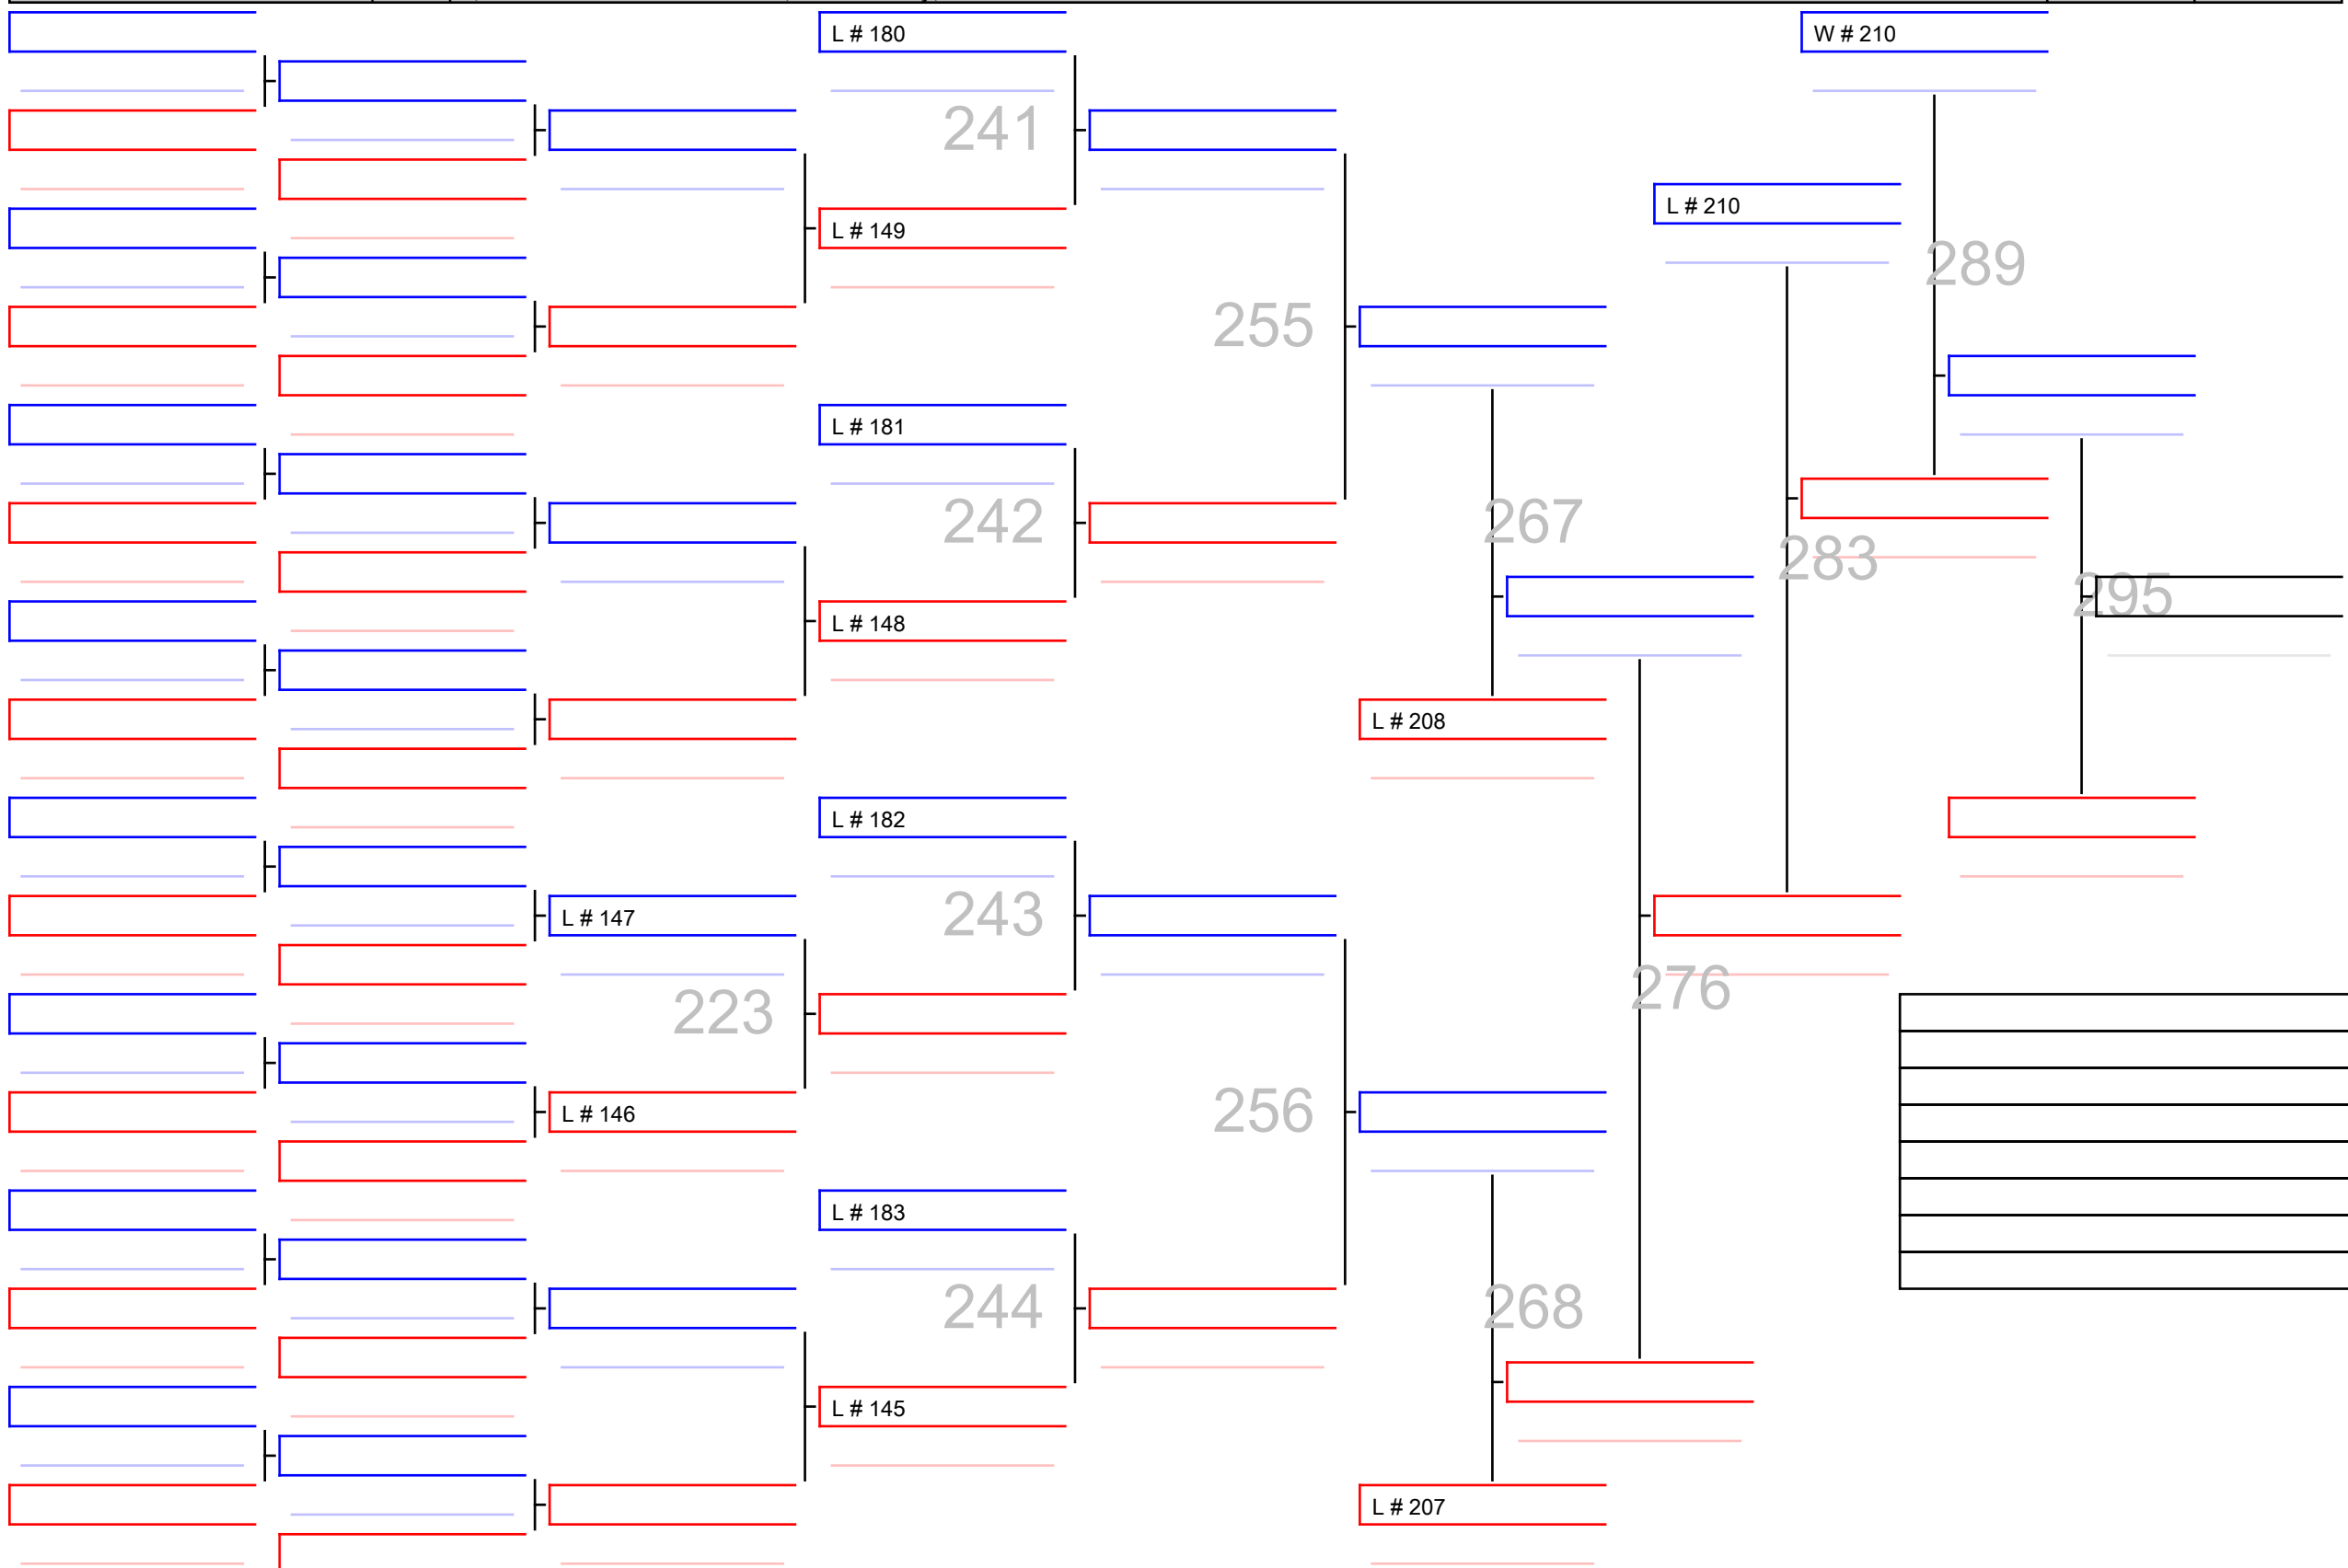 L # 180
W # 210
241
L # 210
L # 149
289
255
L # 181
242
267
283
295
L # 148
L # 208
L # 182
L # 147
243
276
223
L # 146
256
L # 183
244
268
L # 145
L # 207